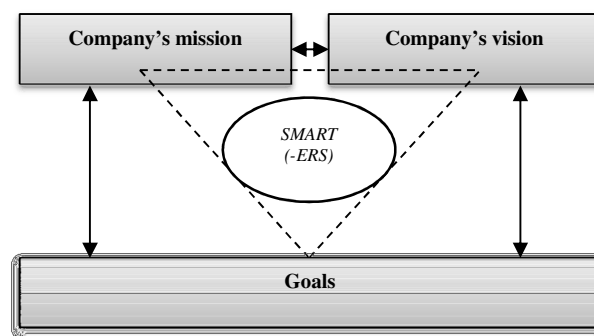 Company’s mission
Company’s vision
SMART
(-ERS)
Goals